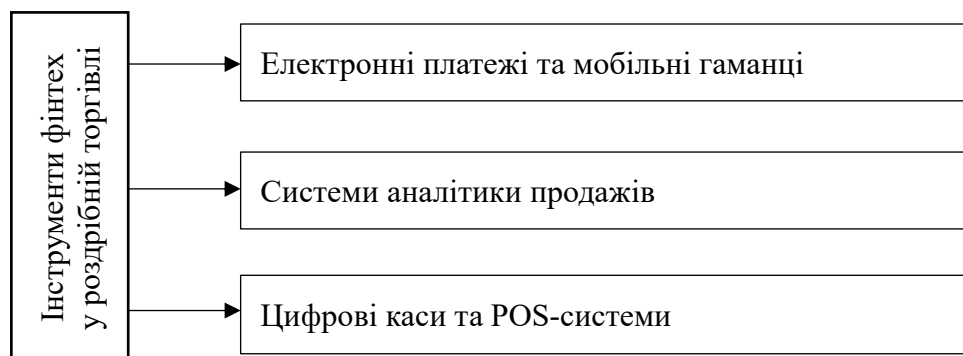 Інструменти фінтех
у роздрібній торгівлі
Електронні платежі та мобільні гаманці
Системи аналітики продажів
Цифрові каси та POS-системи